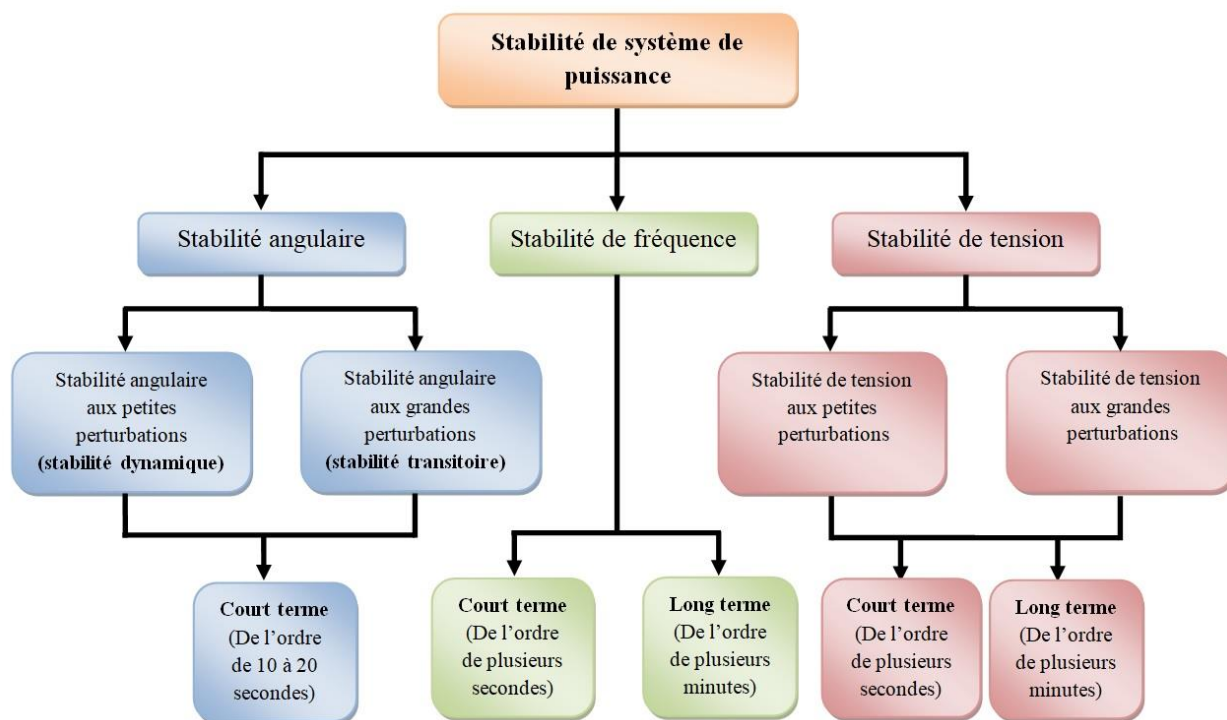 Stabilité de système de
puissance
Stabilité angulaire
Stabilité de fréquence
Stabilité de tension
Stabilité angulaire
aux petites
perturbations
(stabilité dynamique)
Stabilité angulaire
aux grandes
perturbations
(stabilité transitoire)
Stabilité de tension
aux petites
perturbations
Stabilité de tension
aux grandes
perturbations
Court terme
(De l’ordre
de 10 à 20
secondes)
Court terme
(De l’ordre
de plusieurs
secondes)
Long terme
(De l’ordre
de plusieurs
minutes)
Court terme
(De l’ordre
de plusieurs
secondes)
Long terme
(De l’ordre
de plusieurs
minutes)